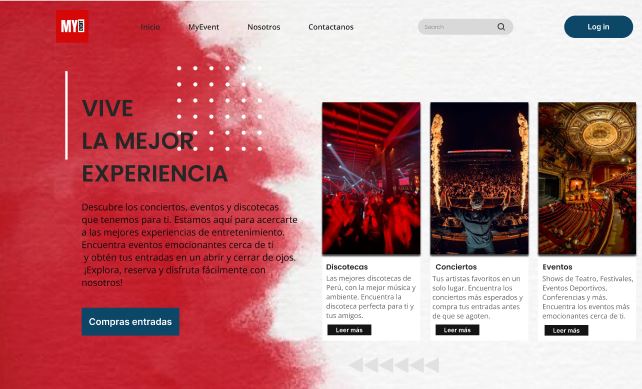 MY
Inicio
MyEvent
Nosotros
Contactanos
Search
Log in
VIVE
LA MEJOR
EXPERIENCIA
Descubre los conciertos, eventos y discotecas
que tenemos para ti. Estamos aquí para acercarte
a las mejores experiencias de entretenimiento.
Encuentra eventos emocionantes cerca de ti
y obtén tus entradas en un abrir y cerrar de ojos.
¡Explora, reserva y disfruta fácilmente con
nosotros!
Compras entradas
Discotecas
Las mejores discotecas de
Perú, con la mejor música y
ambiente. Encuentra la
discoteca perfecta para ti y
tus amigos.
Leer más
Conciertos
Tus artistas favoritos en un
solo lugar. Encuentra los
conciertos más esperados y
compra tus entradas antes
de que se agoten.
Leer más
Eventos
Shows de Teatro, Festivales,
Eventos Deportivos,
Conferencias y más.
Encuentra los eventos más
emocionantes cerca de ti.
Leer más